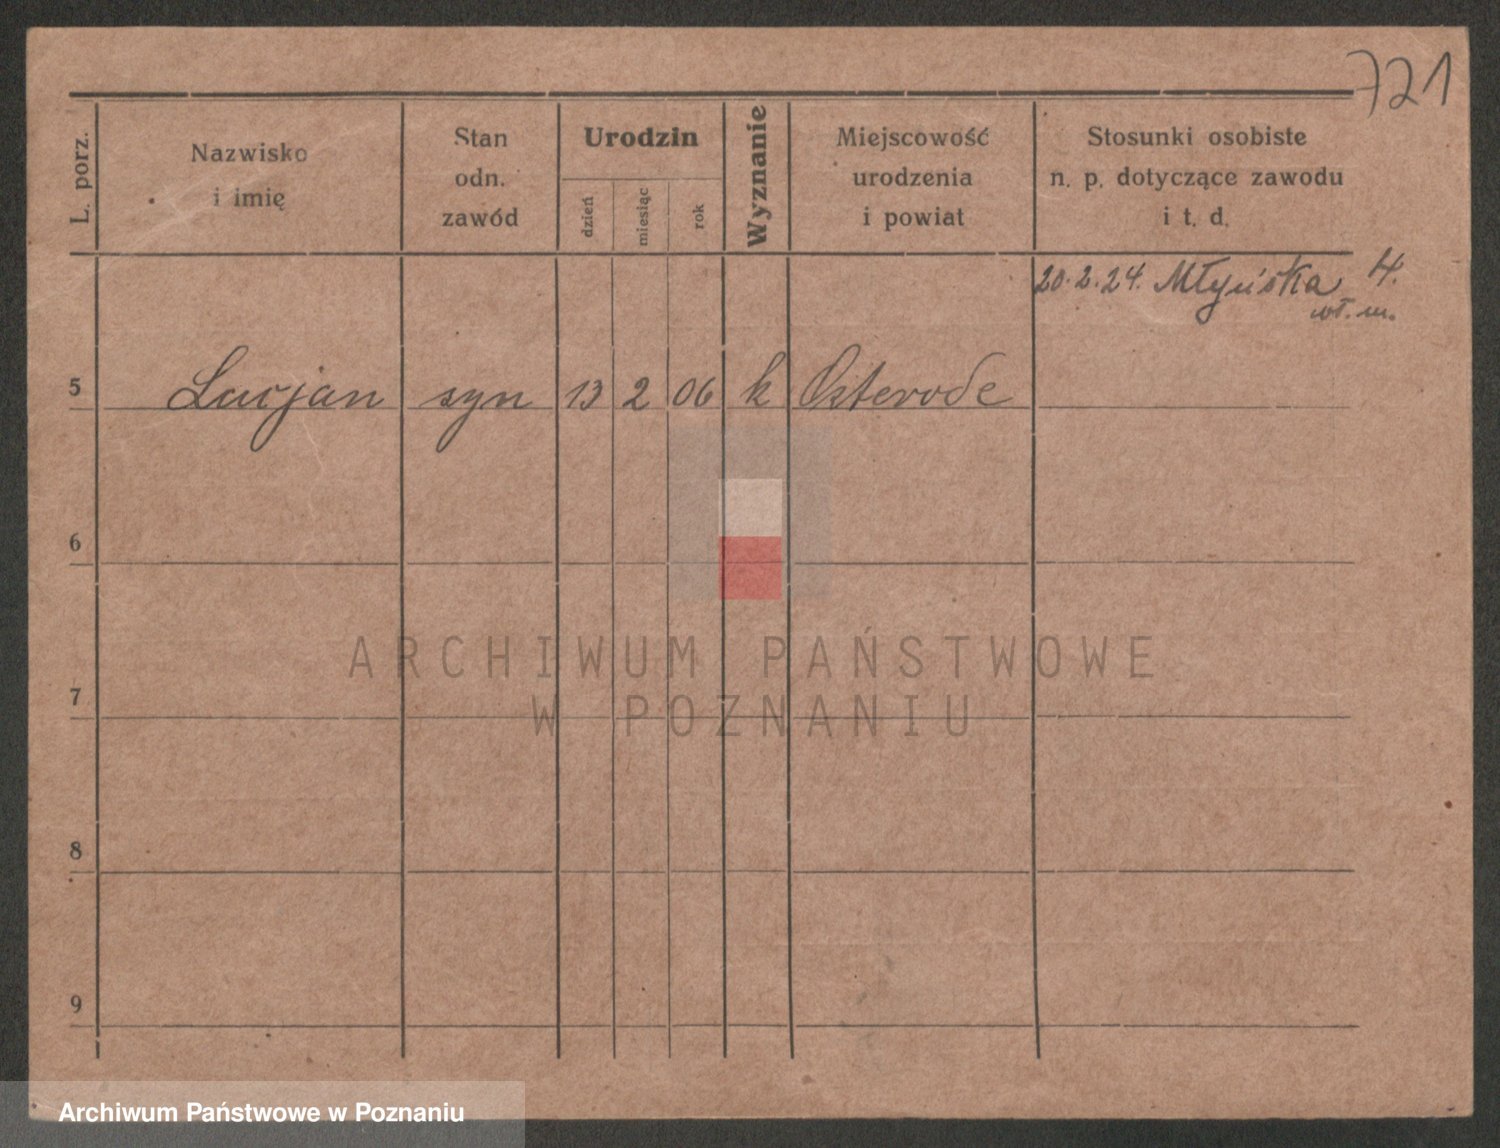 721
L. porz.
Nazwisko
i imię
Stan
odn.
zawód
Urodzin
dzień
miesiąc
rok
Wyznanie
Miejscowość
urodzenia
i powiat
Stosunki osobiste
n. p. dotyczące zawodu
i t. d.
20.2.24. Młyńska 4.
wł. m.
5 Lucjan syn 13 2 06 k Osterode
6
7
8
9
ARCHIWUM PAŃSTWOWE
W POZNANIU
Archiwum Państwowe w Poznaniu